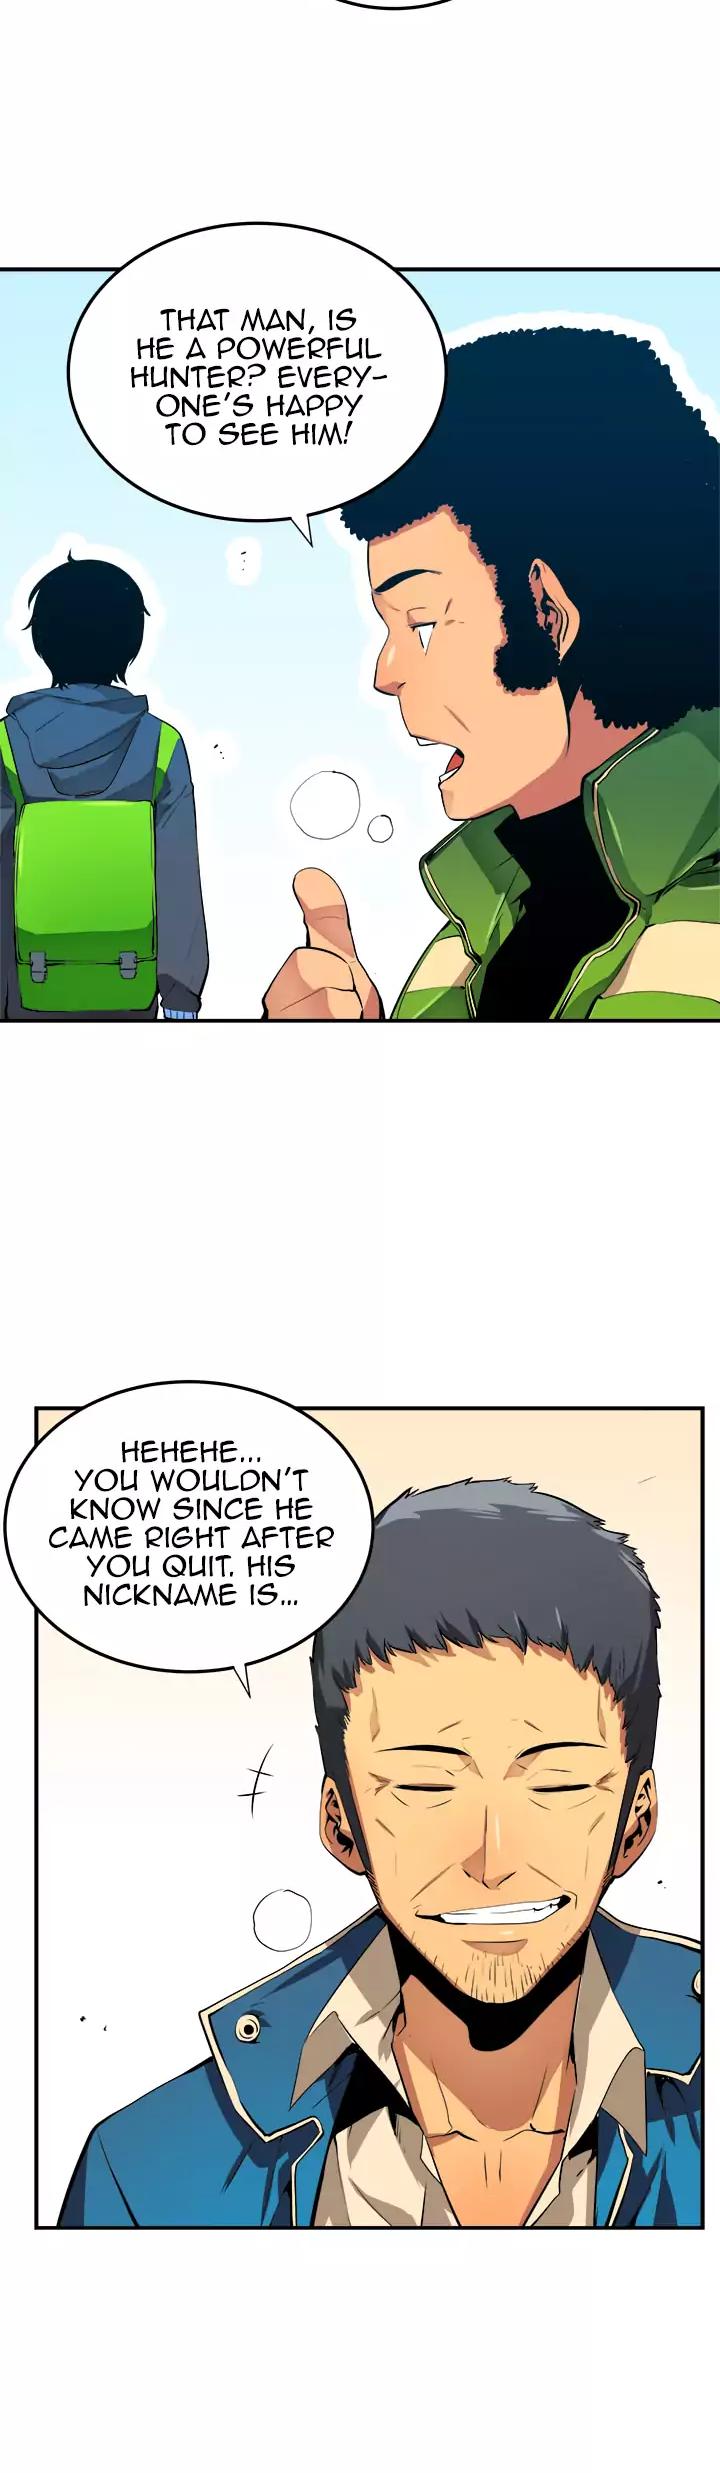 THAT MAN, IS
HE A POWERFUL
HUNTER? EVERY-
ONE'S HAPPY
TO SEE HIM!
HEHEHE...
YOU WOULDN'T
KNOW SINCE HE
CAME RIGHT AFTER
YOU QUIT. HIS
NICKNAME IS...